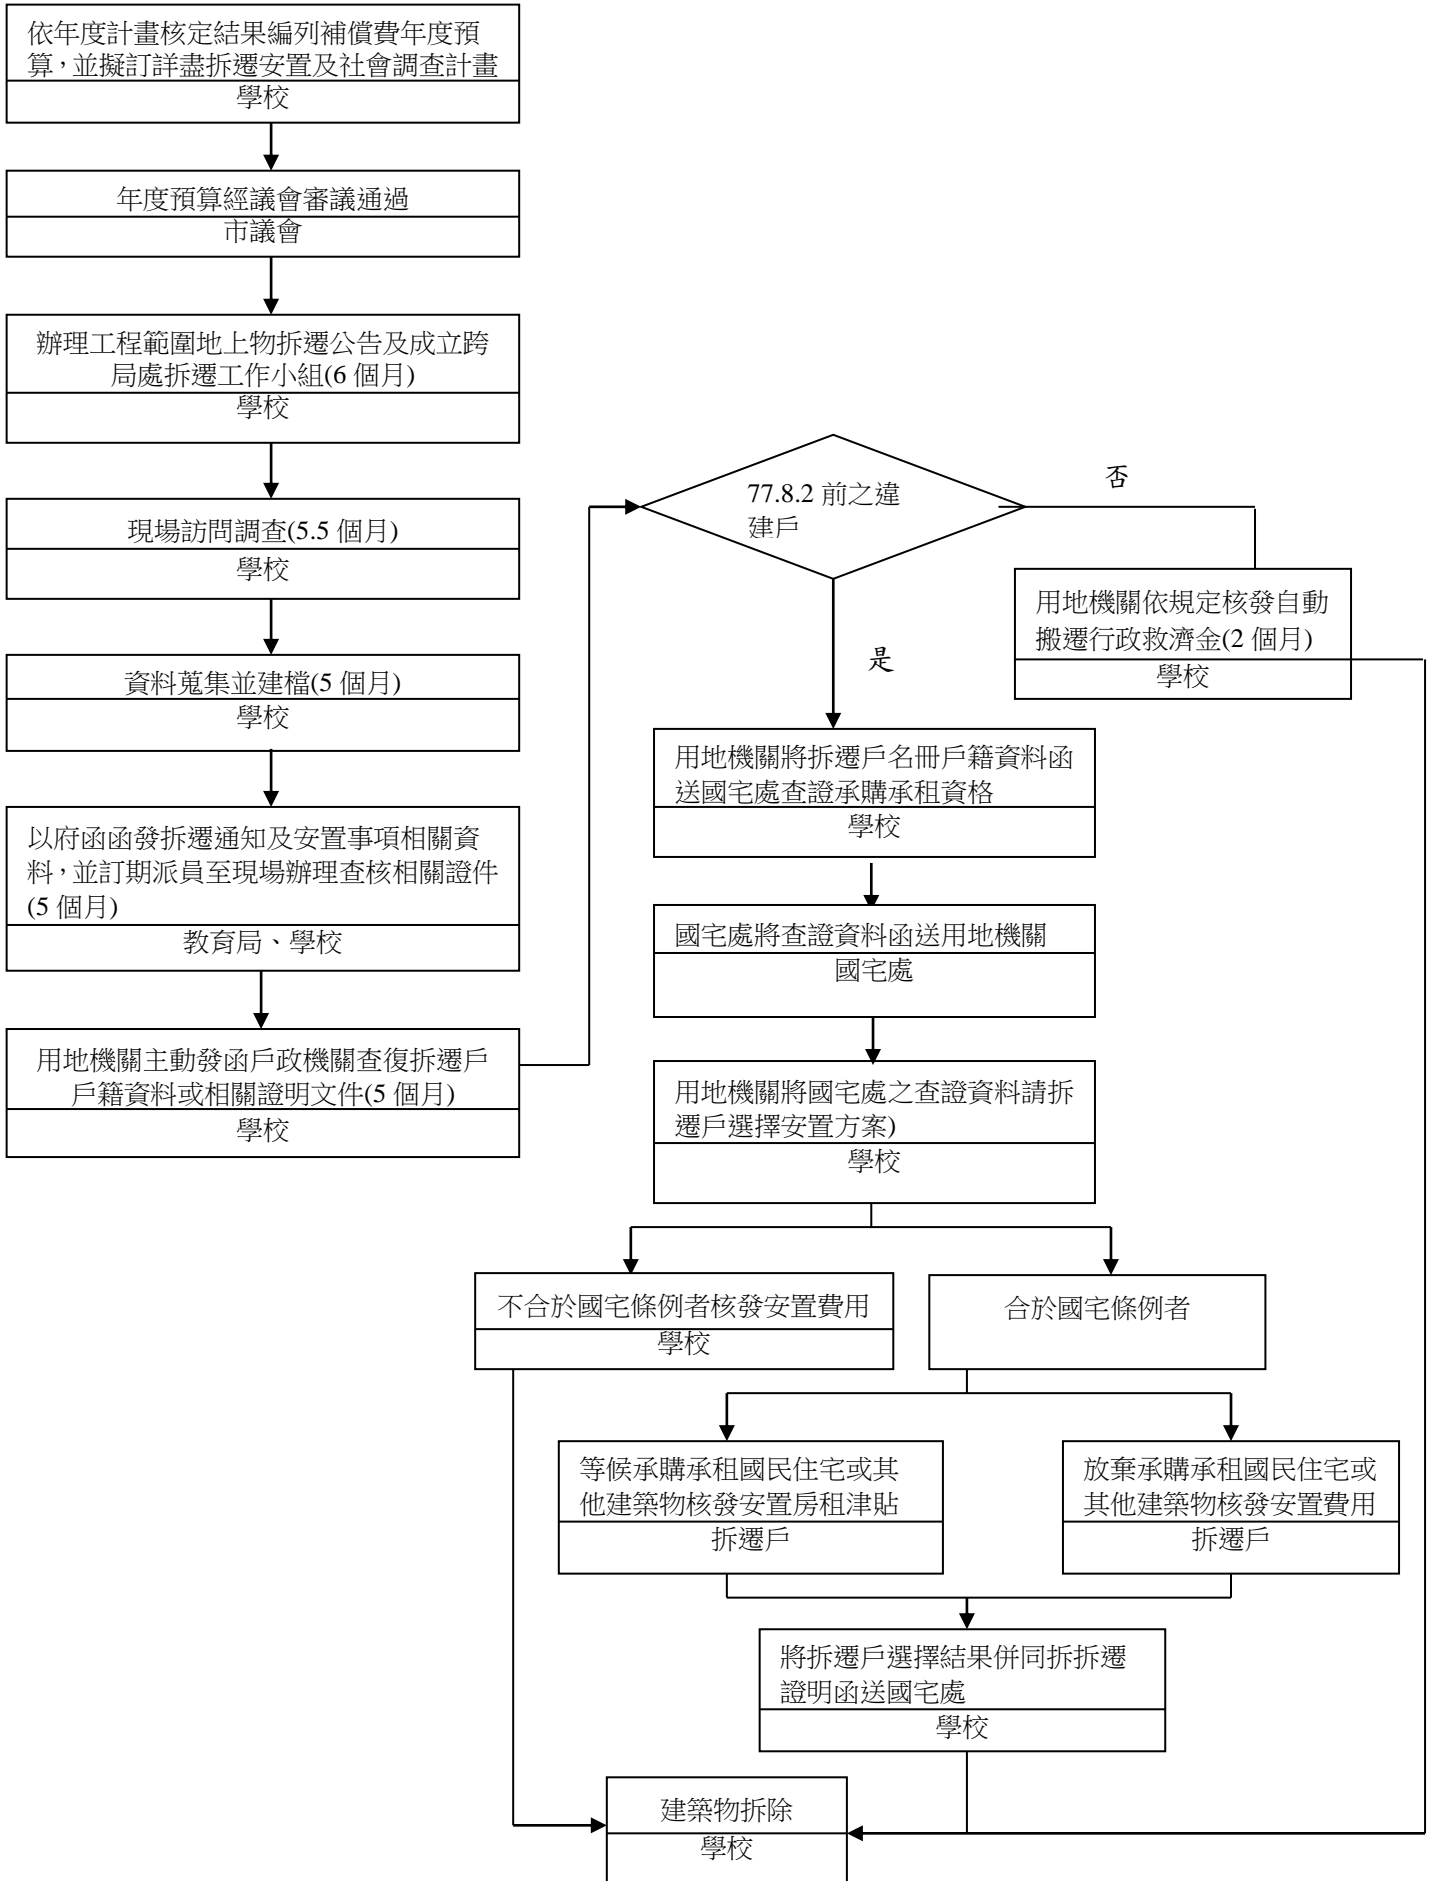 依年度計畫核定結果編列補償費年度預
算，並擬訂詳盡拆遷安置及社會調查計畫
學校
年度預算經議會審議通過
市議會
辦理工程範圍地上物拆遷公告及成立跨
局處拆遷工作小組(6 個月)
學校
現場訪問調查(5.5 個月)
學校
資料蒐集並建檔(5 個月)
學校
以府函函發拆遷通知及安置事項相關資
料，並訂期派員至現場辦理查核相關證件
(5 個月)
教育局、學校
用地機關主動發函戶政機關查復拆遷戶
戶籍資料或相關證明文件(5 個月)
學校
77.8.2 前之違
建戶
否
是
用地機關依規定核發自動
搬遷行政救濟金(2 個月)
學校
用地機關將拆遷戶名冊戶籍資料函
送國宅處查證承購承租資格
學校
國宅處將查證資料函送用地機關
國宅處
用地機關將國宅處之查證資料請拆
遷戶選擇安置方案)
學校
不合於國宅條例者核發安置費用
學校
合於國宅條例者
等候承購承租國民住宅或其
他建築物核發安置房租津貼
拆遷戶
放棄承購承租國民住宅或
其他建築物核發安置費用
拆遷戶
將拆遷戶選擇結果併同拆拆遷
證明函送國宅處
學校
建築物拆除
學校